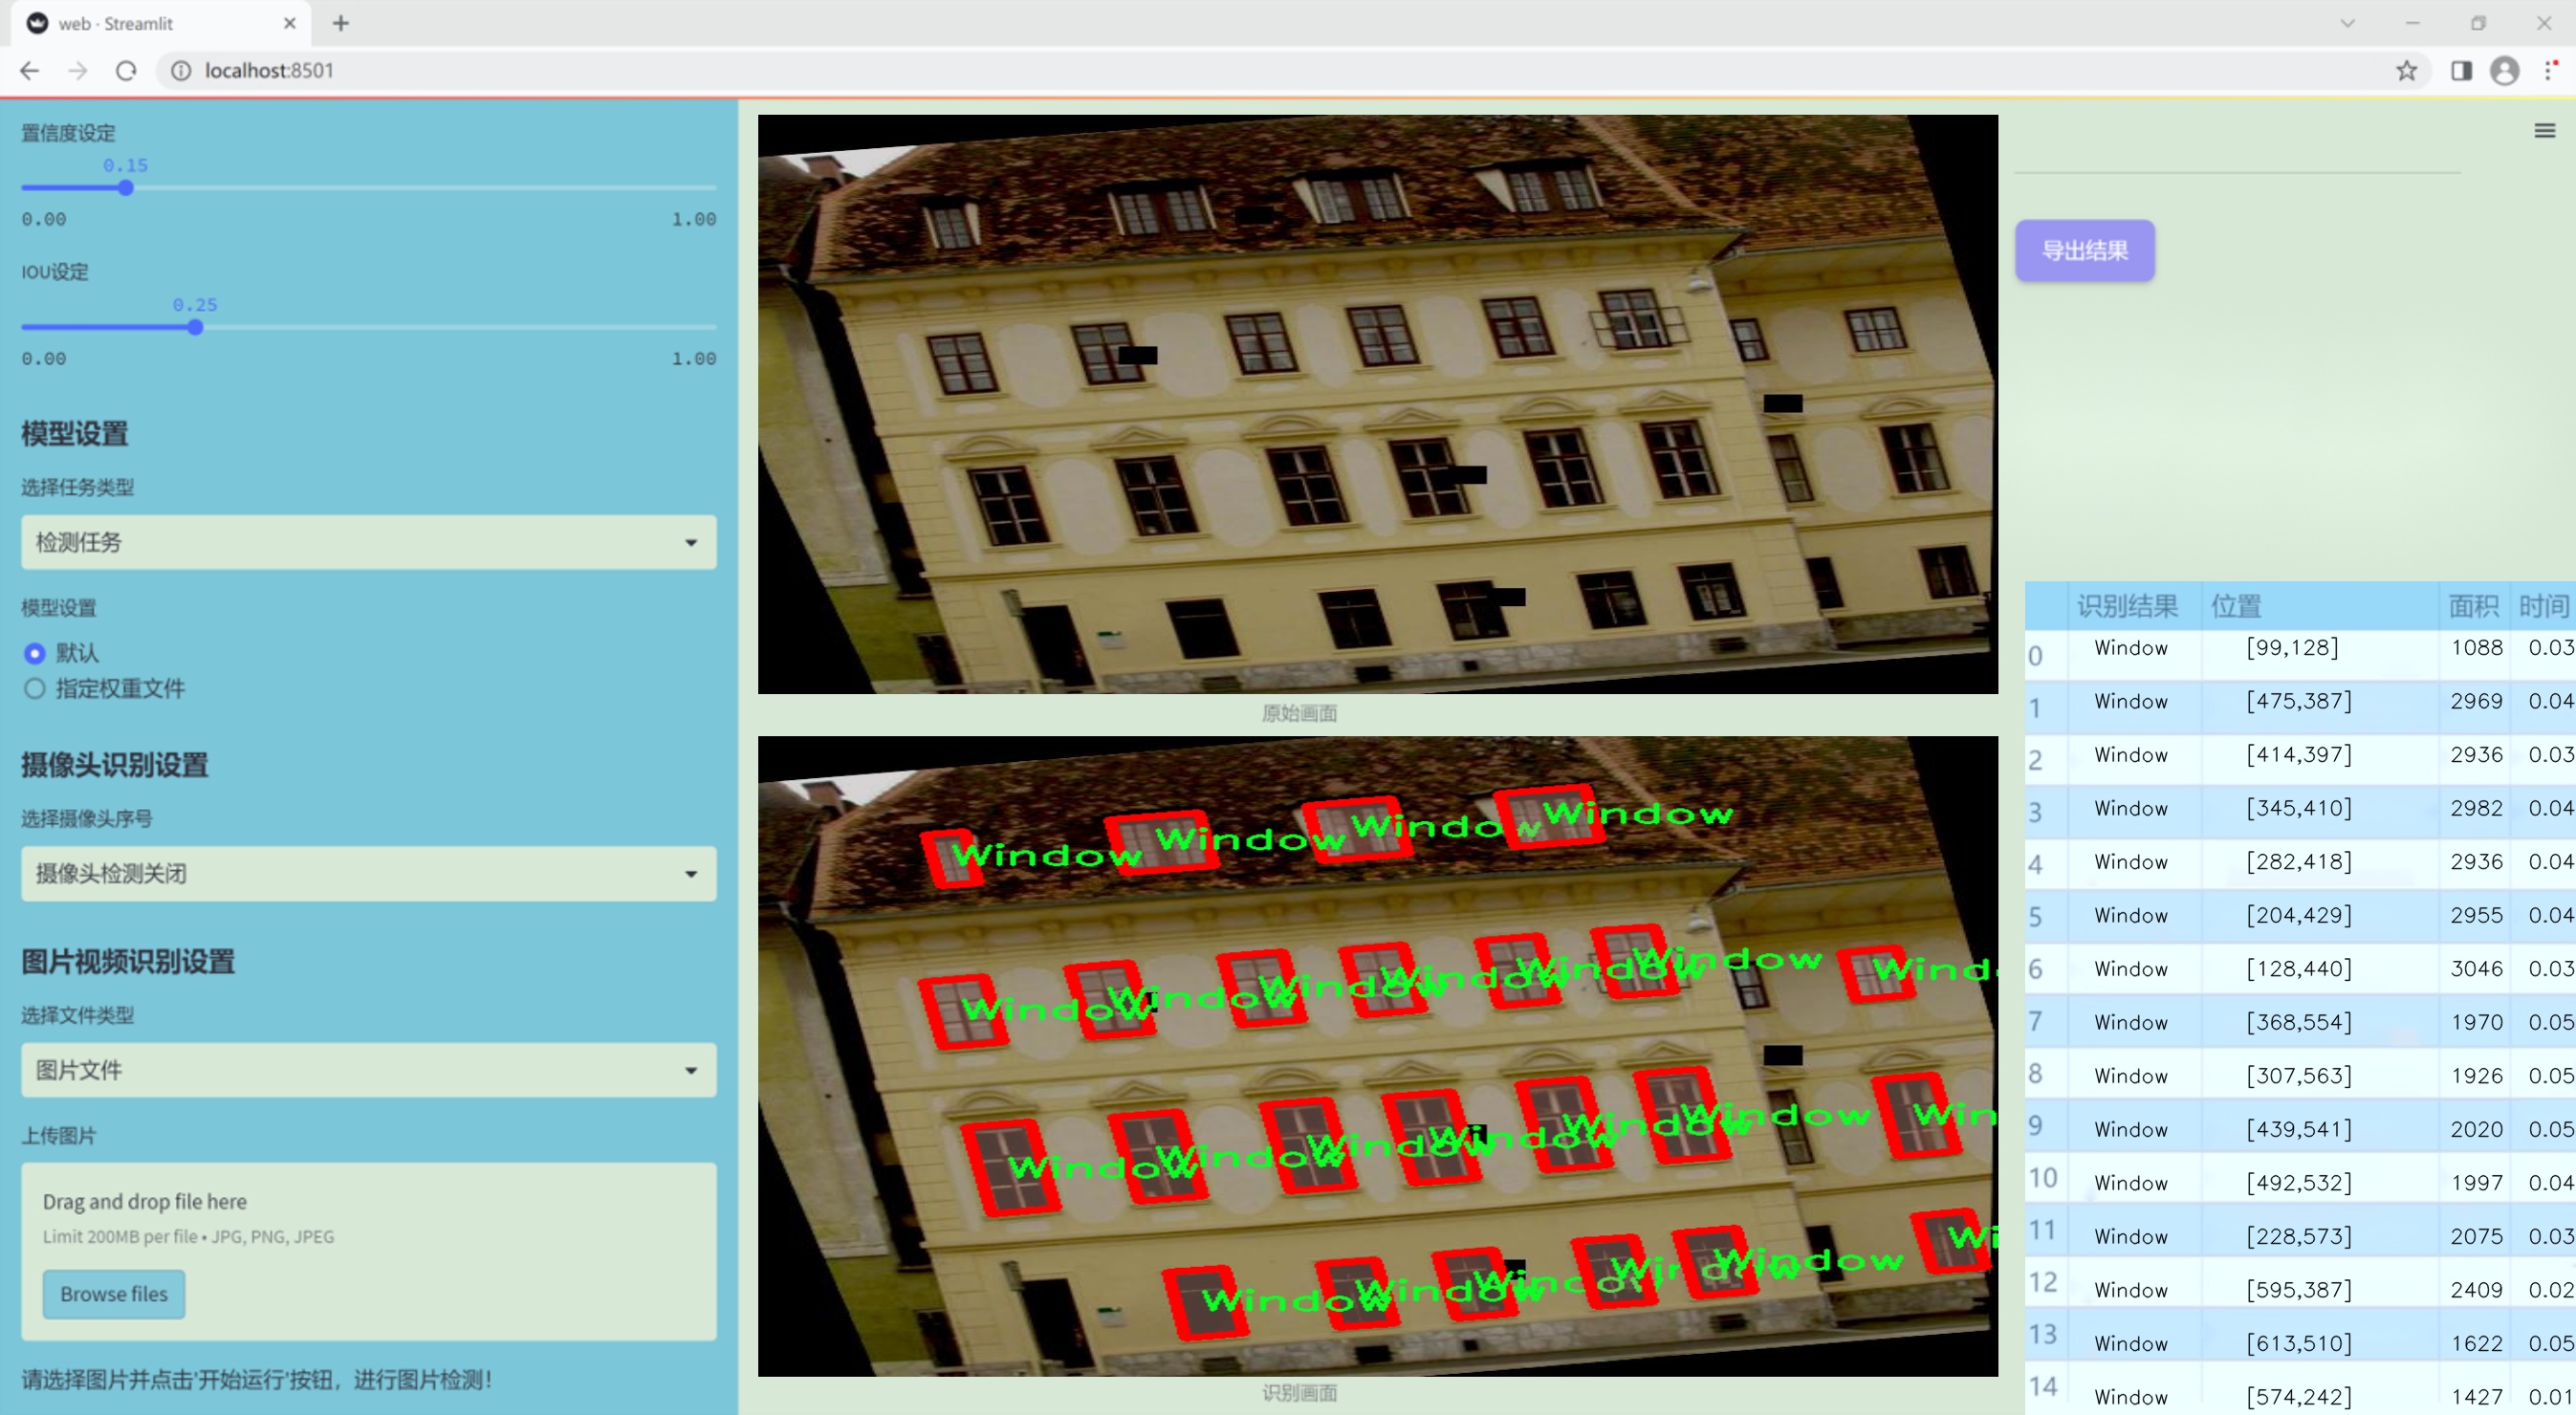 web · Streamlit
localhost:8501
置信度设定
0.15
0.00 1.00
IOU设定
0.25
0.00 1.00
模型设置
选择任务类型
检测任务
模型设置
默认
指定权重文件
摄像头识别设置
选择摄像头序号
摄像头检测关闭
图片视频识别设置
选择文件类型
图片文件
上传图片
Drag and drop file here
Limit 200MB per file • JPG, PNG, JPEG
Browse files
请选择图片并点击'开始运行'按钮，进行图片检测！
原始画面
Window Window Window Window
Window Window Window Window Window Window Wind
Window Window Window Window Window Window Win
Window Window Window Window Window Wi
识别画面
导出结果
识别结果 位置 面积 时间
0 Window [99,128] 1088 0.03
1 Window [475,387] 2969 0.04
2 Window [414,397] 2936 0.03
3 Window [345,410] 2982 0.04
4 Window [282,418] 2936 0.04
5 Window [204,429] 2955 0.04
6 Window [128,440] 3046 0.03
7 Window [368,554] 1970 0.05
8 Window [307,563] 1926 0.05
9 Window [439,541] 2020 0.05
10 Window [492,532] 1997 0.04
11 Window [228,573] 2075 0.03
12 Window [595,387] 2409 0.02
13 Window [613,510] 1622 0.05
14 Window [574,242] 1427 0.01